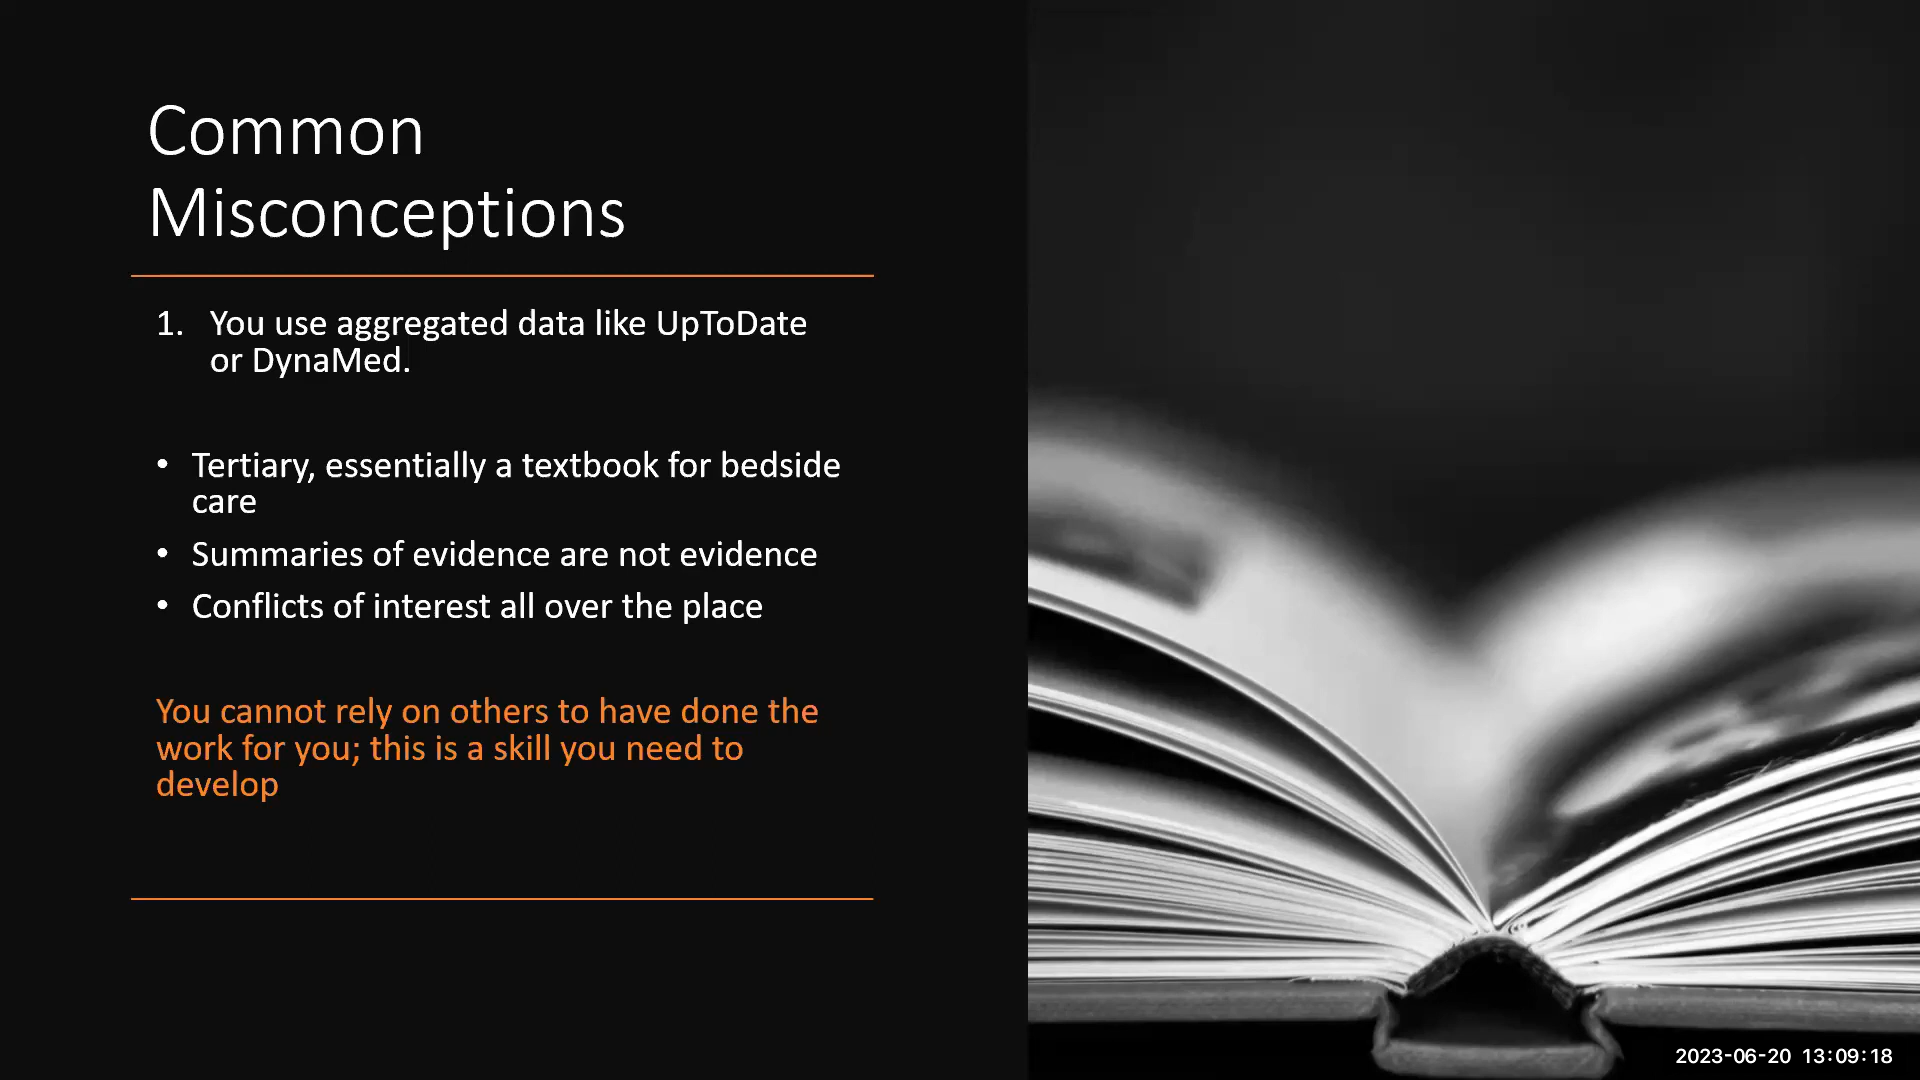 Common
Misconceptions
1. You use aggregated data like UpToDate
or DynaMed.
• Tertiary, essentially a textbook for bedside
care
• Summaries of evidence are not evidence
• Conflicts of interest all over the place
You cannot rely on others to have done the
work for you; this is a skill you need to
develop
2023-06-20 13:09:18